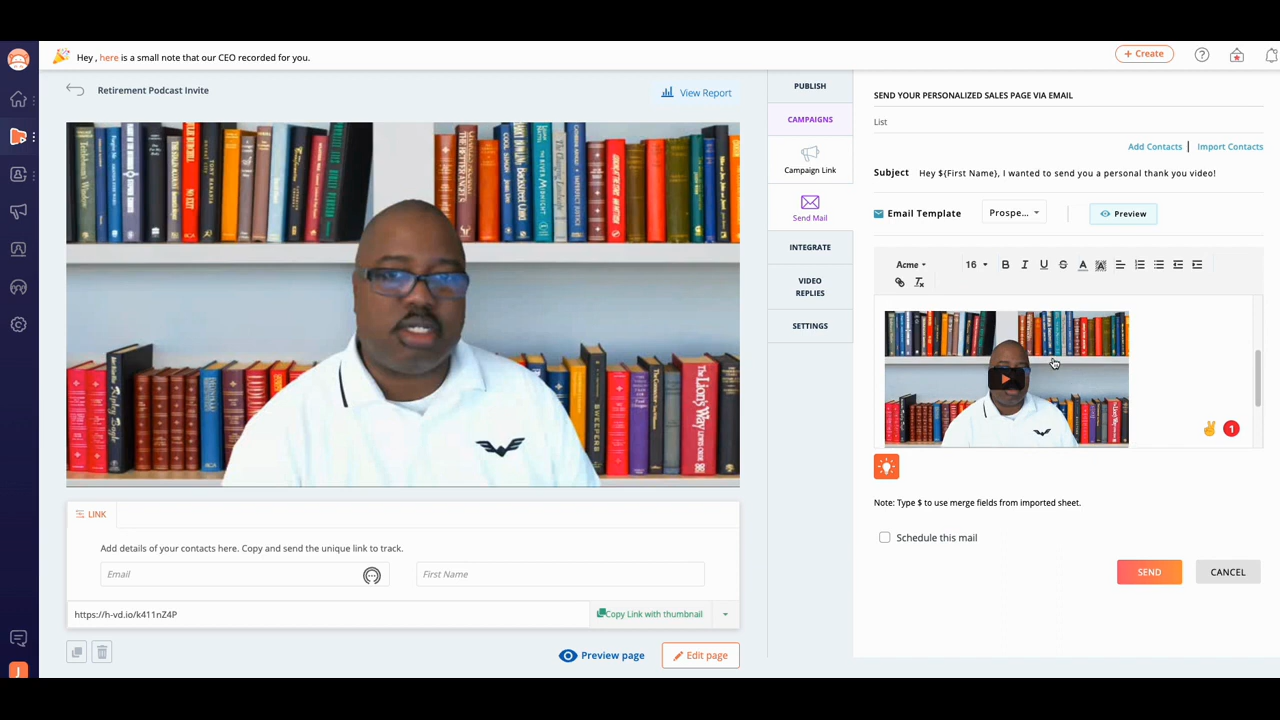 Hey , here is a small note that our CEO recorded for you.
+ Create
Retirement Podcast Invite
View Report
LINK
Add details of your contacts here. Copy and send the unique link to track.
Email
First Name
https://h-vd.io/k411nZ4P
Copy Link with thumbnail
Preview page
Edit page
J
PUBLISH
CAMPAIGNS
Campaign Link
Send Mail
INTEGRATE
VIDEO
REPLIES
SETTINGS
SEND YOUR PERSONALIZED SALES PAGE VIA EMAIL
List
Add Contacts | Import Contacts
Subject Hey ${First Name}, I wanted to send you a personal thank you video!
Email Template Prospe... Preview
Acme 16 B I U S A A
1
Note: Type $ to use merge fields from imported sheet.
Schedule this mail
SEND CANCEL